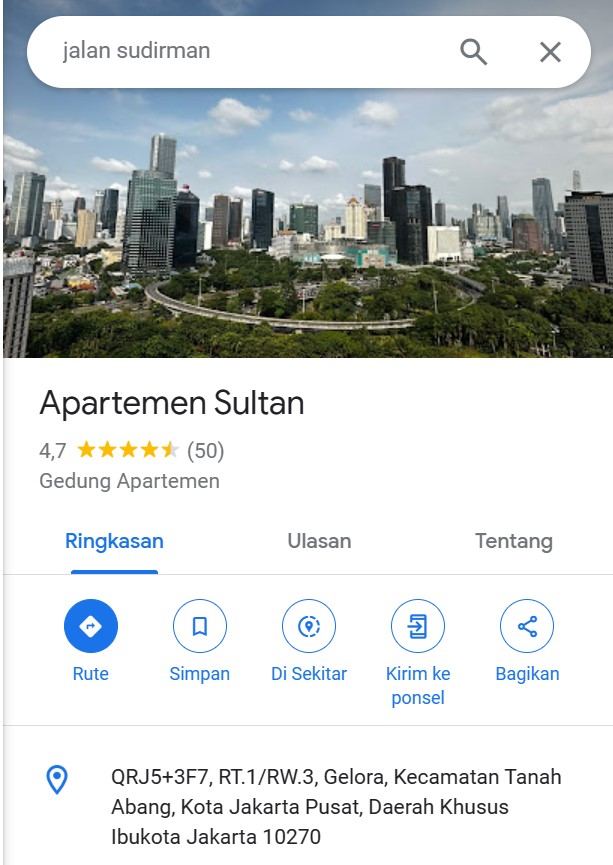 jalan sudirman
Apartemen Sultan
4,7 (50)
Gedung Apartemen
Ringkasan Ulasan Tentang
Rute Simpan Di Sekitar Kirim ke ponsel Bagikan
QRJ5+3F7, RT.1/RW.3, Gelora, Kecamatan Tanah
Abang, Kota Jakarta Pusat, Daerah Khusus
Ibukota Jakarta 10270